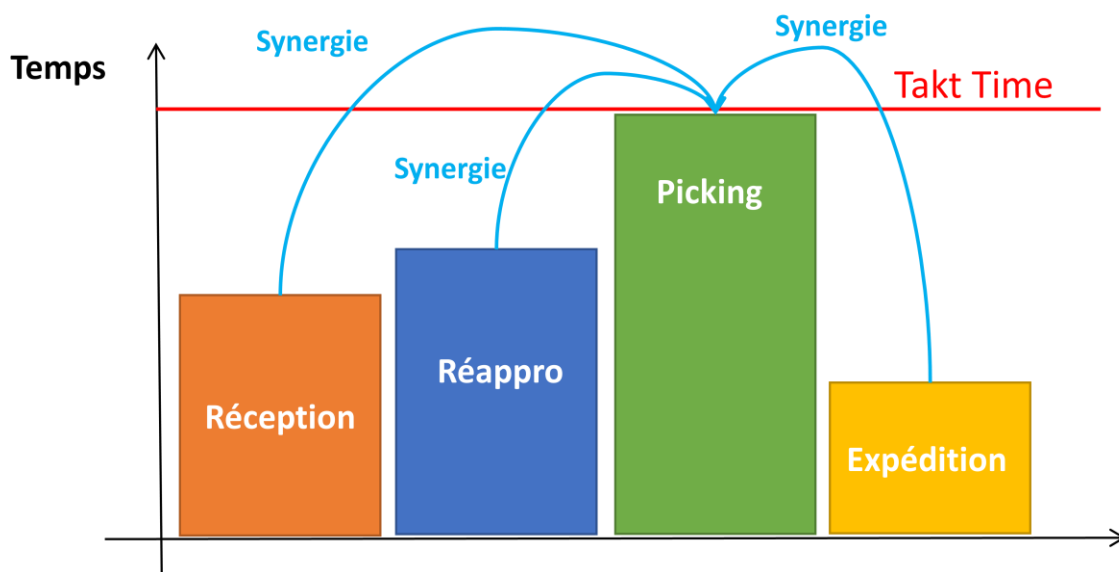 Synergie
Synergie
Temps
Takt Time
Synergie
Picking
Réappro
Réception
Expédition